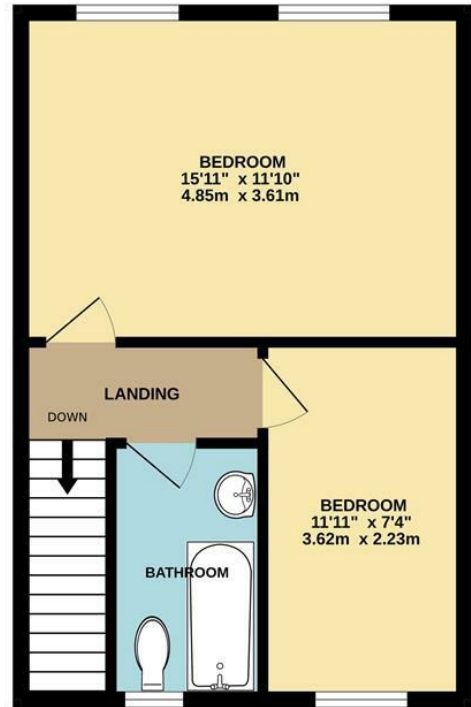 BEDROOM
15'11" x 11'10"
4.85m x 3.61m
LANDING
DOWN
BEDROOM
11'11" x 7'4"
3.62m x 2.23m
BATHROOM